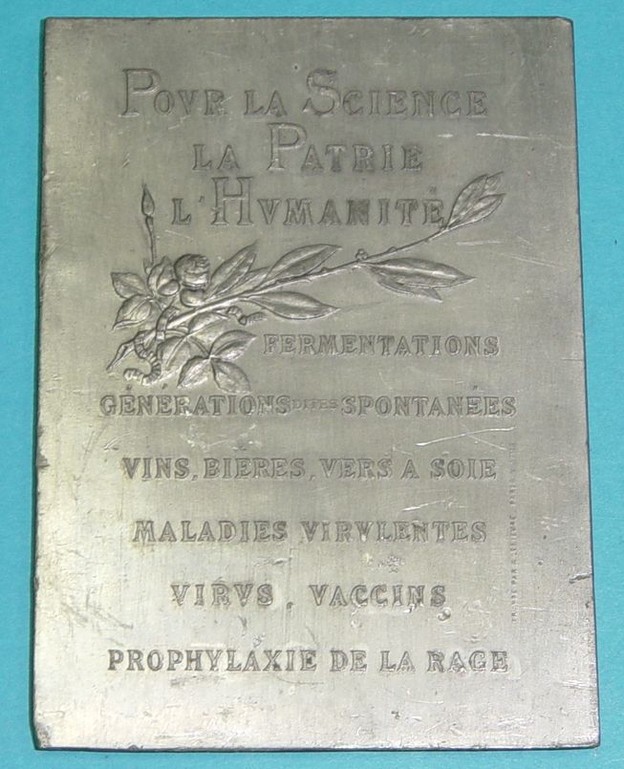 POVR LA SCIENCE
LA PATRIE
L'HVMANITÉ
FERMENTATIONS
GÉNÉRATIONS DITES SPONTANÉES
VINS, BIÈRES, VERS A SOIE
MALADIES VIRVLENTES
VIRVS, VACCINS
PROPHYLAXIE DE LA RAGE